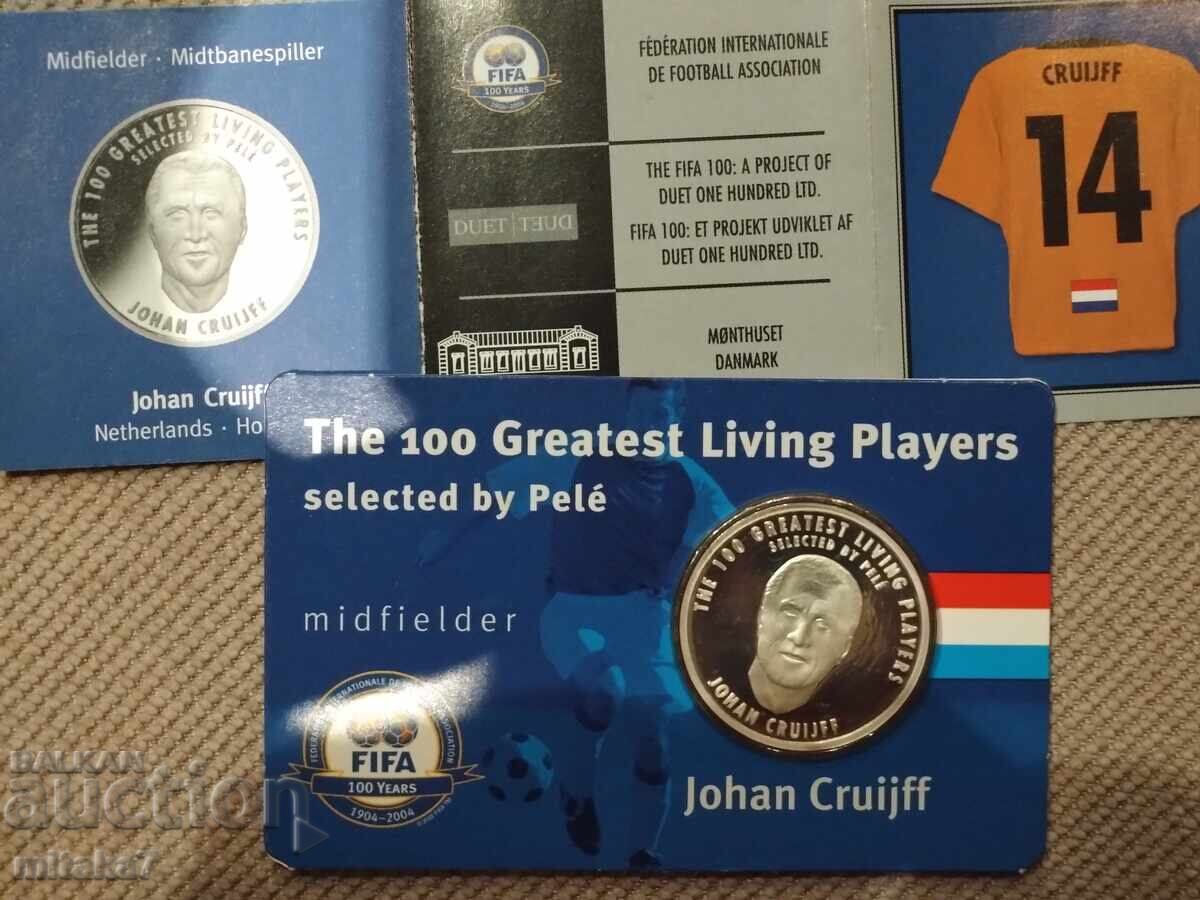 Midfielder · Midtbanespiller
THE 100 GREATEST LIVING PLAYERS
SELECTED BY PELÉ
JOHAN CRUIJFF
Johan Cruijff
Netherlands · Ho
FIFA
100 YEARS
1904-2004
FÉDÉRATION INTERNATIONALE
DE FOOTBALL ASSOCIATION
DUET DUET
THE FIFA 100: A PROJECT OF
DUET ONE HUNDRED LTD.
FIFA 100: ET PROJEKT UDVIKLET AF
DUET ONE HUNDRED LTD.
MØNTHUSET
DANMARK
CRUIJFF
14
The 100 Greatest Living Players
selected by Pelé
midfielder
THE 100 GREATEST LIVING PLAYERS
SELECTED BY PELÉ
JOHAN CRUIJFF
Johan Cruijff
FIFA
100 YEARS
1904–2004
BALKAN
auction
mitaka7